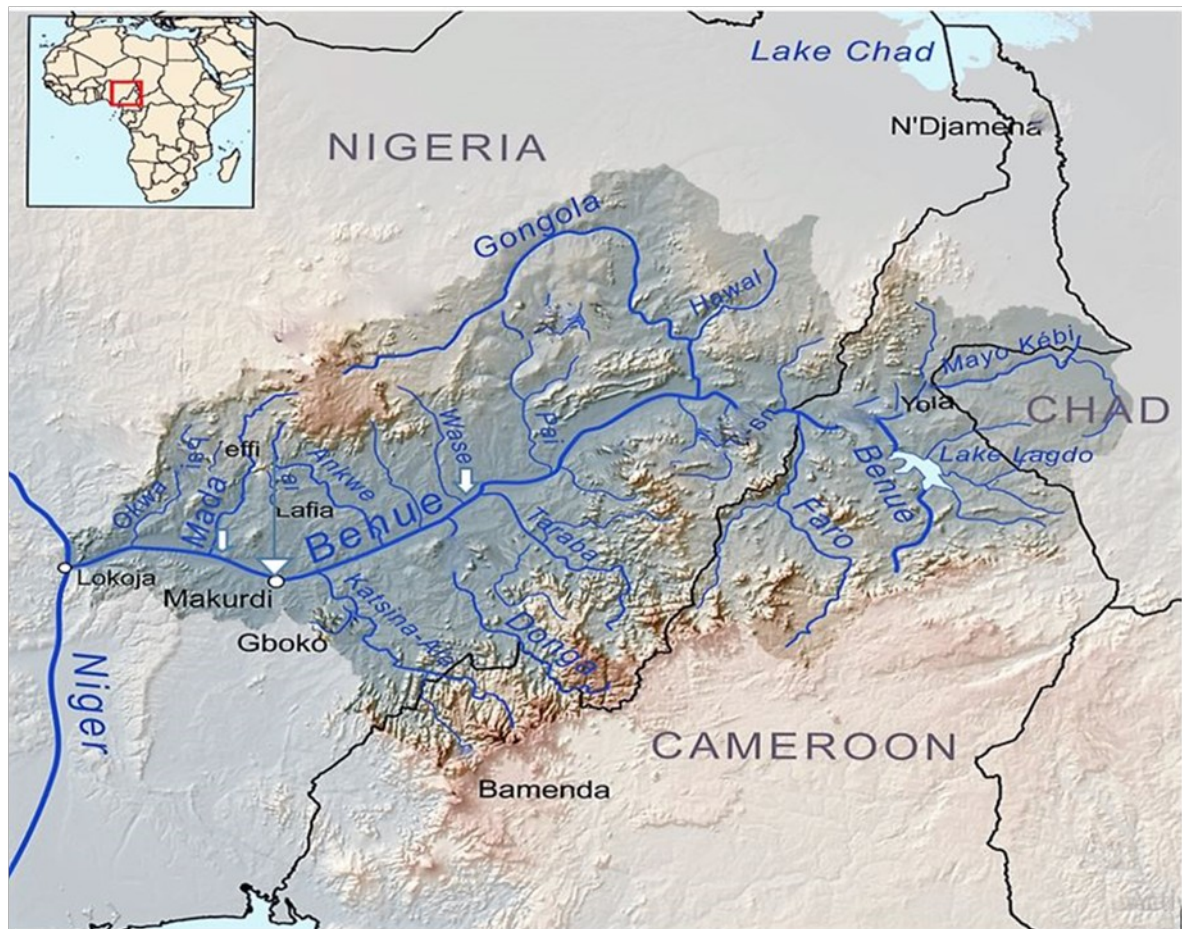 Lake Chad
N'Djamena
NIGERIA
Gongola
Hawal
Mayo Kébi
Yola
CHAD
Wase
Pai
effi
Ankwe
Lake Lagdo
Benue
Okwa
Mada
Lafia
Behue
Faro
Taraba
Lokoja
Makurdi
Katsina-Ala
Donga
Gboko
Niger
CAMEROON
Bamenda